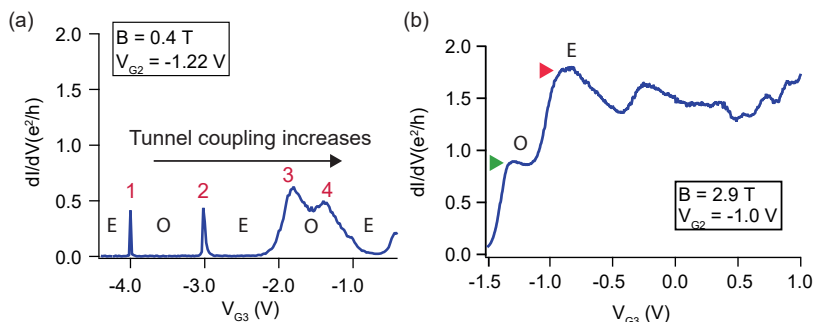 (a)
B = 0.4 T
V_G2 = -1.22 V
Tunnel coupling increases
1 2 3 4
E O E O E
2.0
1.5
1.0
0.5
0.0
dI/dV(e²/h)
-4.0 -3.0 -2.0 -1.0
V_G3 (V)
(b)
E
O
B = 2.9 T
V_G2 = -1.0 V
2.0
1.5
1.0
0.5
0.0
dI/dV(e²/h)
-1.5 -1.0 -0.5 0.0 0.5 1.0
V_G3 (V)